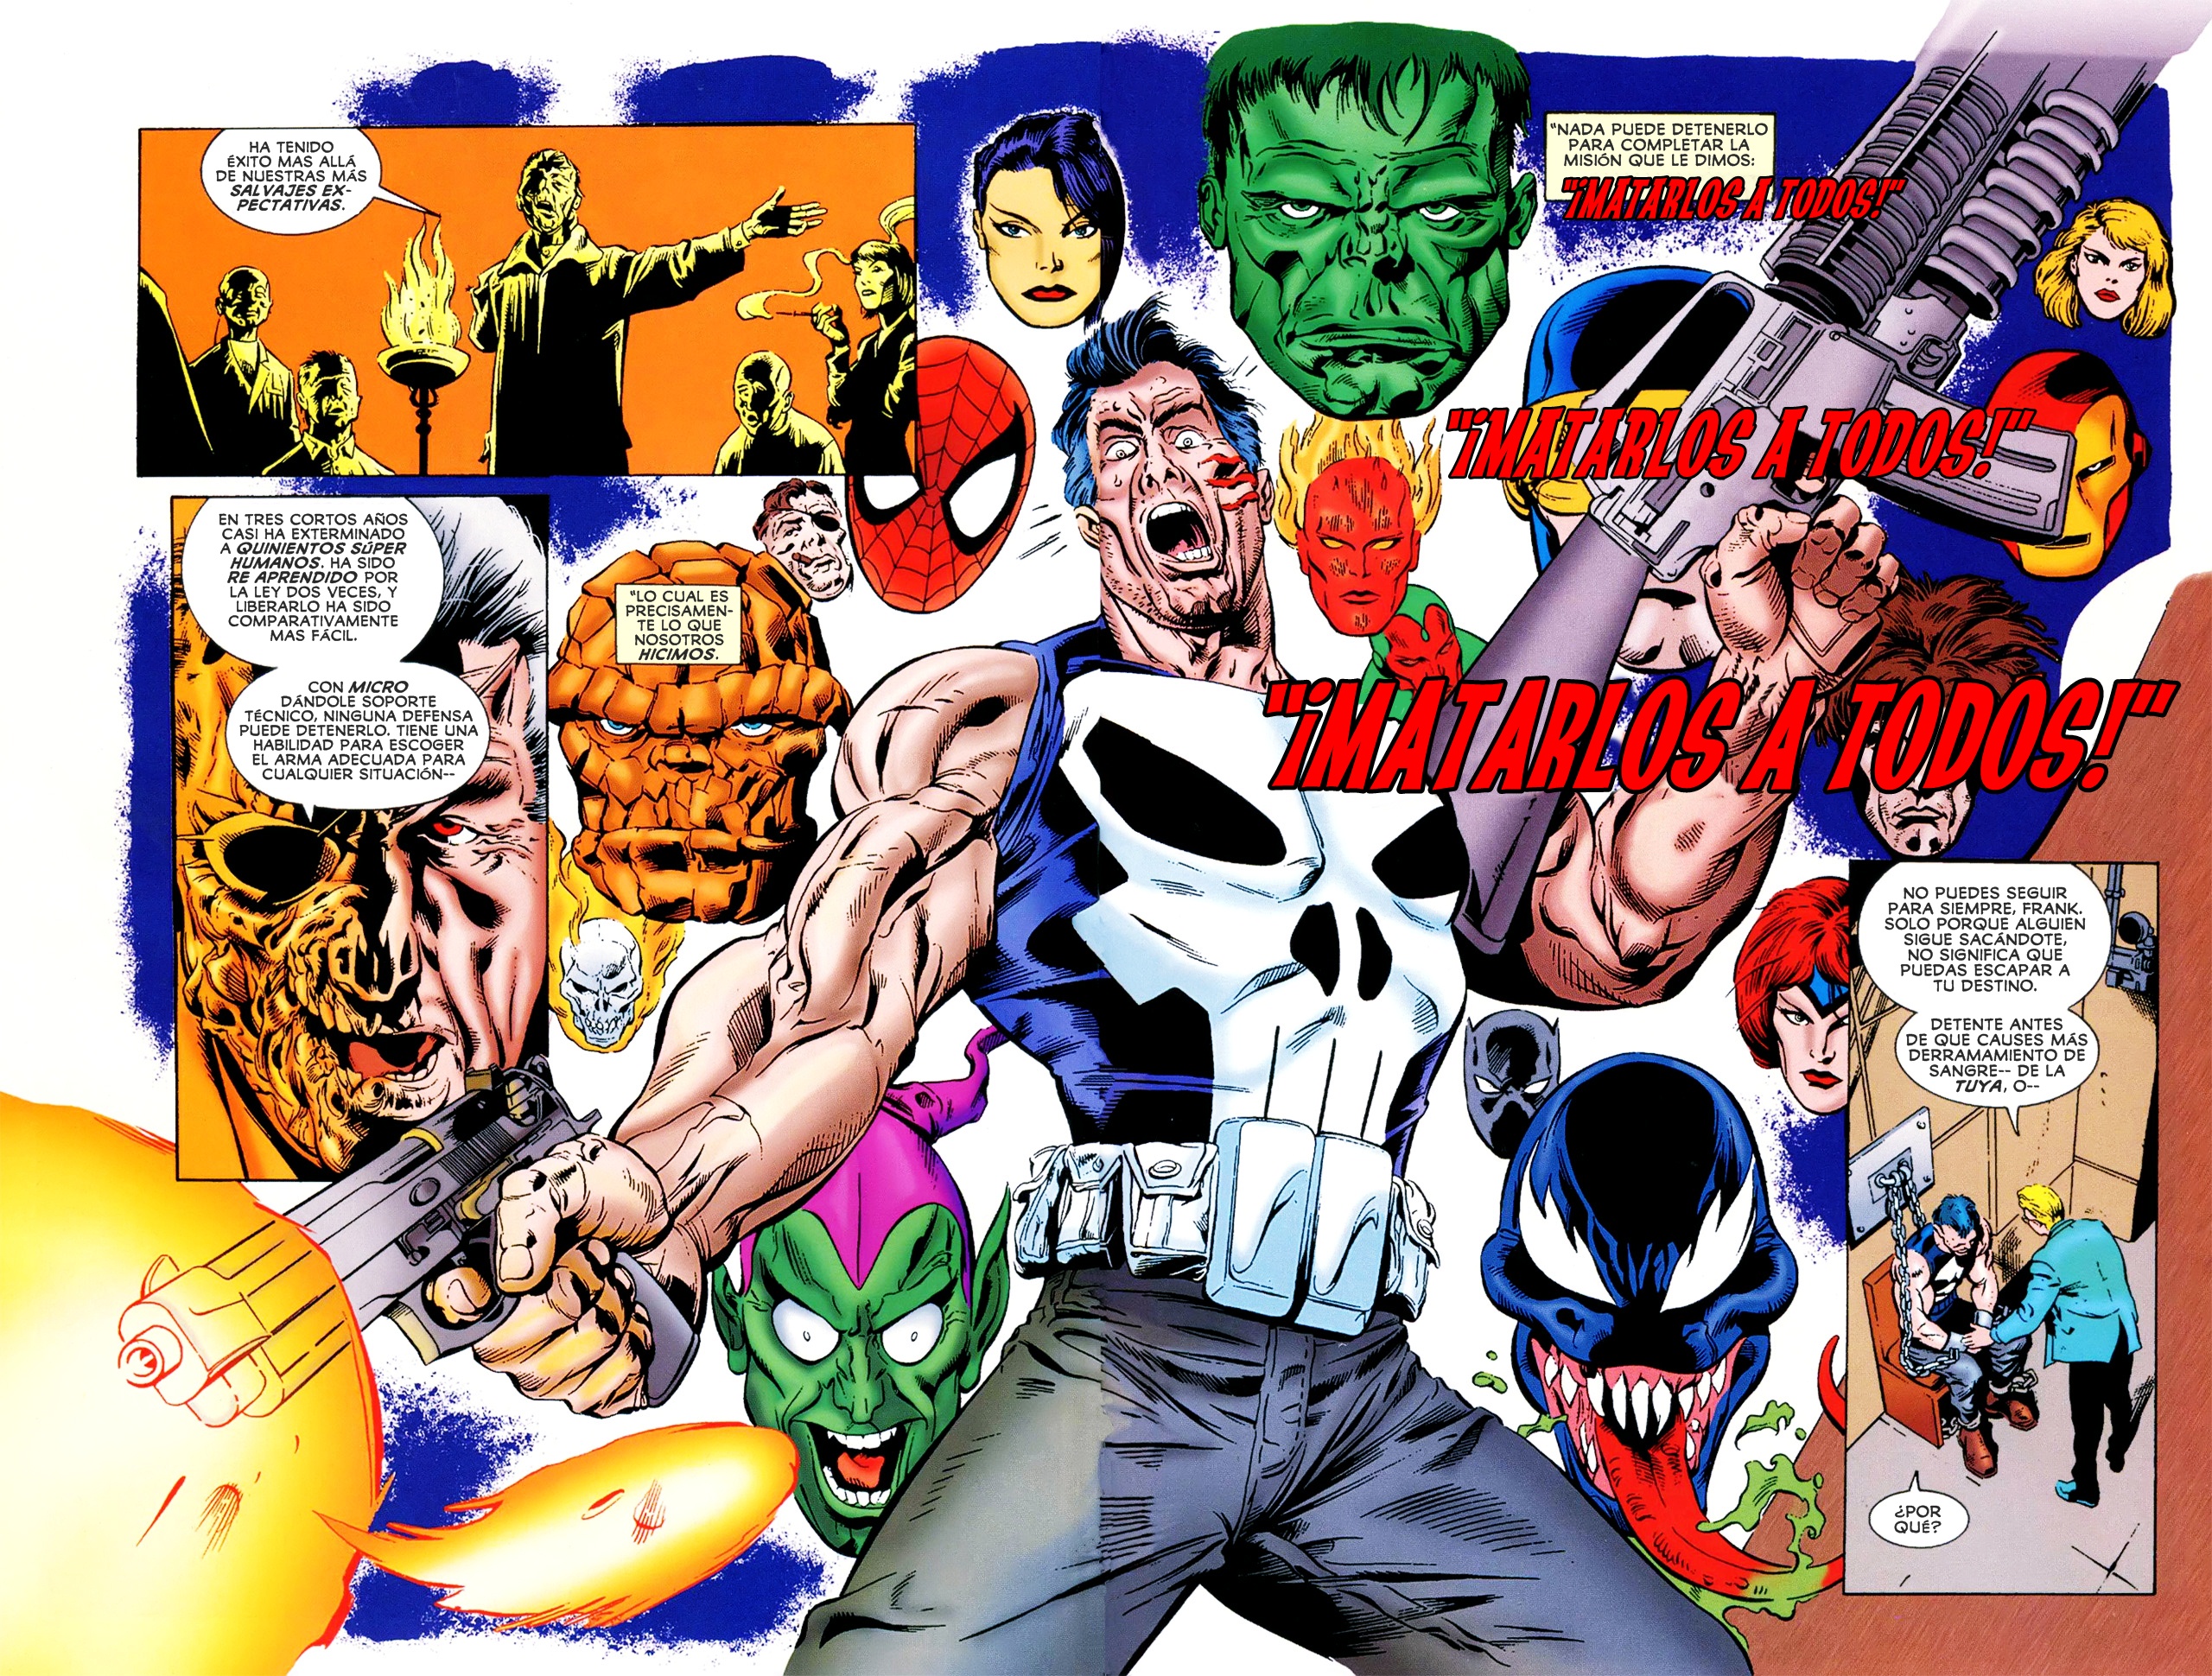 HA TENIDO
ÉXITO MAS ALLÁ
DE NUESTRAS MÁS
SALVAJES EX-
PECTATIVAS.
EN TRES CORTOS AÑOS
CASI HA EXTERMINADO
A QUINIENTOS SÚPER
HUMANOS. HA SIDO
RE APRENDIDO POR
LA LEY DOS VECES, Y
LIBERARLO HA SIDO
COMPARATIVAMENTE
MAS FÁCIL.
"LO CUAL ES
PRECISAMEN-
TE LO QUE
NOSOTROS
HICIMOS.
CON MICRO
DÁNDOLE SOPORTE
TÉCNICO, NINGUNA DEFENSA
PUEDE DETENERLO. TIENE UNA
HABILIDAD PARA ESCOGER
EL ARMA ADECUADA PARA
CUALQUIER SITUACIÓN--
"NADA PUEDE DETENERLO
PARA COMPLETAR LA
MISIÓN QUE LE DIMOS:
"¡MATARLOS A TODOS!"
"¡MATARLOS A TODOS!"
"¡MATARLOS A TODOS!"
NO PUEDES SEGUIR
PARA SIEMPRE, FRANK.
SOLO PORQUE ALGUIEN
SIGUE SACÁNDOTE,
NO SIGNIFICA QUE
PUEDAS ESCAPAR A
TU DESTINO.
DETENTE ANTES
DE QUE CAUSES MÁS
DERRAMAMIENTO DE
SANGRE-- DE LA
TUYA, O--
¿POR
QUÉ?